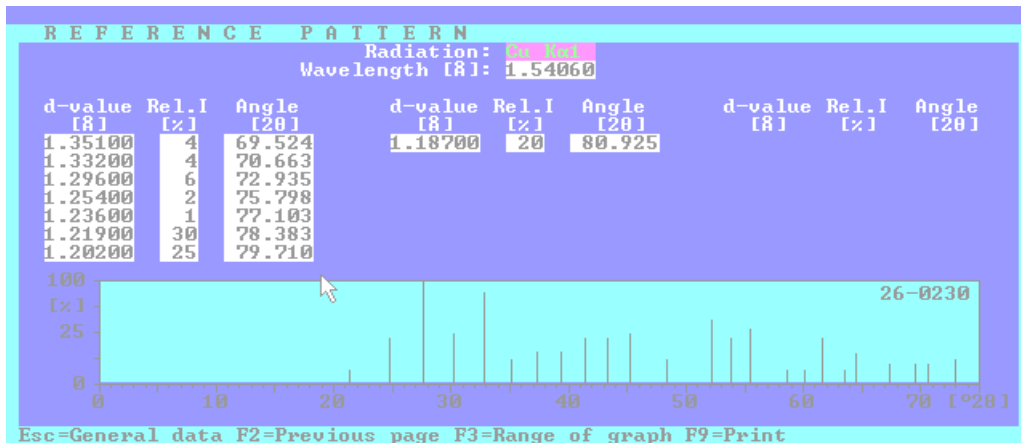 REFERENCE PATTERN
Radiation: Cu Kα1
Wavelength [Å]: 1.54060
d-value Rel.I Angle d-value Rel.I Angle d-value Rel.I Angle
[Å] [%] [2θ] [Å] [%] [2θ] [Å] [%] [2θ]
1.35100 4 69.524 1.18700 20 80.925
1.33200 4 70.663
1.29600 6 72.935
1.25400 2 75.798
1.23600 1 77.103
1.21900 30 78.383
1.20200 25 79.710
100
26-0230
[%]
25
0
0 10 20 30 40 50 60 70 [°2θ]
Esc=General data F2=Previous page F3=Range of graph F9=Print